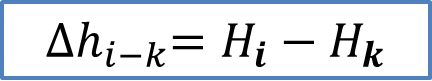 Δh_{i−k} = H_i − H_k